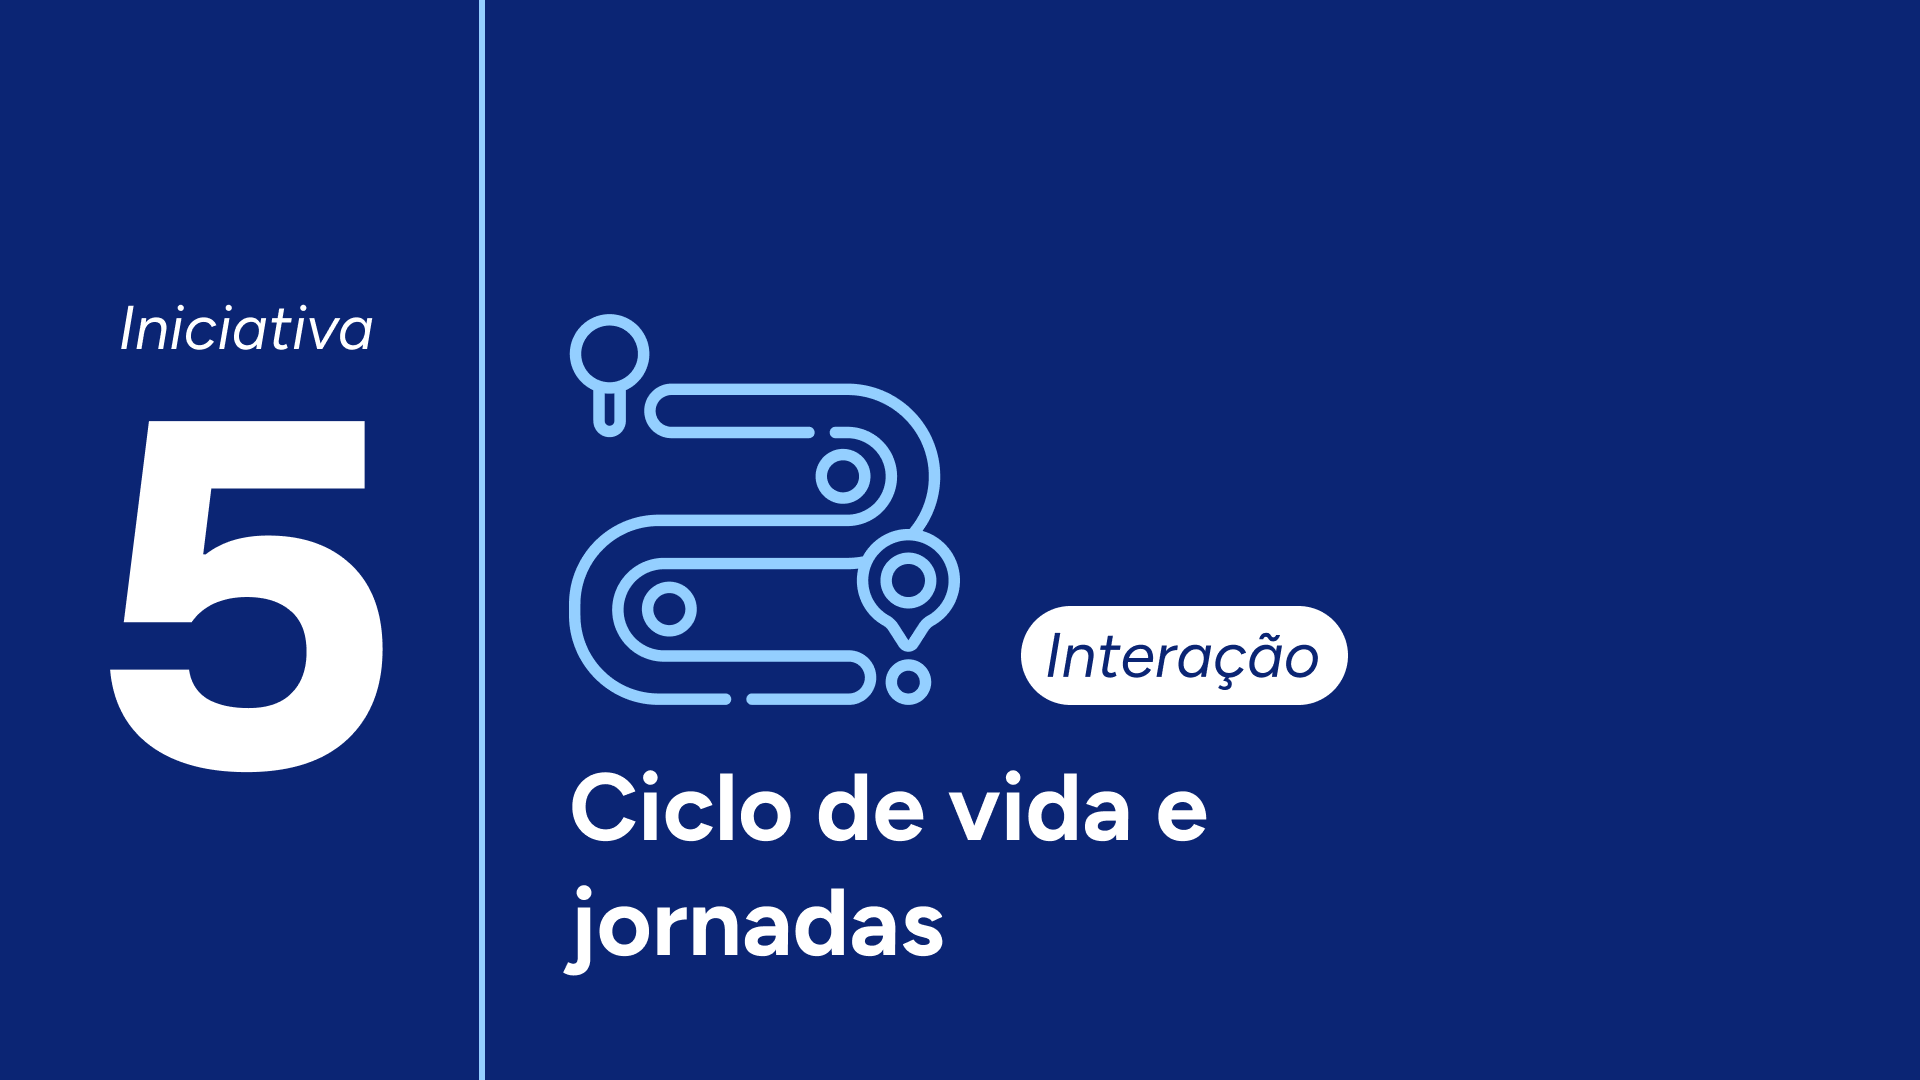 Iniciativa
5
Interação
Ciclo de vida e
jornadas